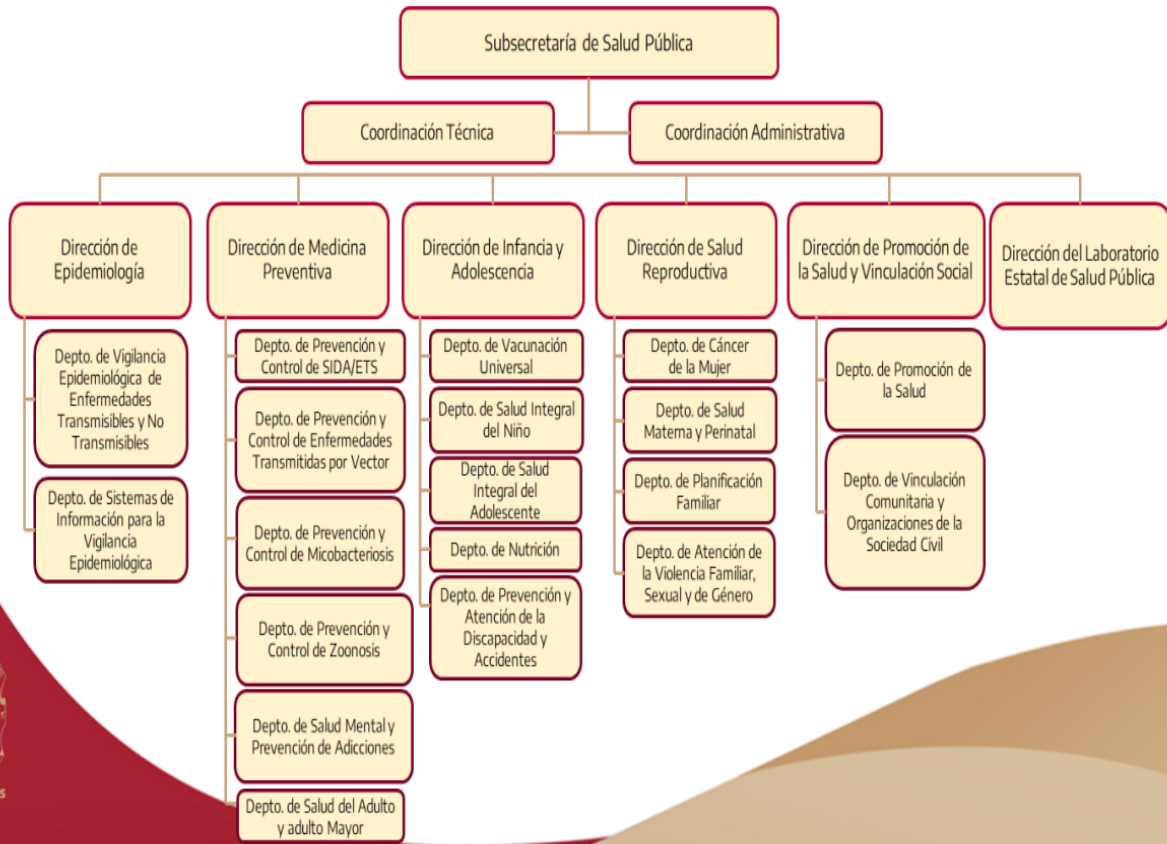 Subsecretaría de Salud Pública
Coordinación Técnica
Coordinación Administrativa
Dirección de
Epidemiología
Dirección de Medicina
Preventiva
Dirección de Infancia y
Adolescencia
Dirección de Salud
Reproductiva
Dirección de Promoción de
la Salud y Vinculación Social
Dirección del Laboratorio
Estatal de Salud Pública
Depto. de Vigilancia
Epidemiológica de
Enfermedades
Transmisibles y No
Transmisibles
Depto. de Sistemas de
Información para la
Vigilancia
Epidemiológica
Depto. de Prevención y
Control de SIDA/ETS
Depto. de Prevención y
Control de Enfermedades
Transmitidas por Vector
Depto. de Prevención y
Control de Micobacteriosis
Depto. de Prevención y
Control de Zoonosis
Depto. de Salud Mental y
Prevención de Adicciones
Depto. de Salud del Adulto
y adulto Mayor
Depto. de Vacunación
Universal
Depto. de Salud Integral
del Niño
Depto. de Salud
Integral del
Adolescente
Depto. de Nutrición
Depto. de Prevención y
Atención de la
Discapacidad y
Accidentes
Depto. de Cáncer
de la Mujer
Depto. de Salud
Materna y Perinatal
Depto. de Planificación
Familiar
Depto. de Atención de
la Violencia Familiar,
Sexual y de Género
Depto. de Promoción de
la Salud
Depto. de Vinculación
Comunitaria y
Organizaciones de la
Sociedad Civil